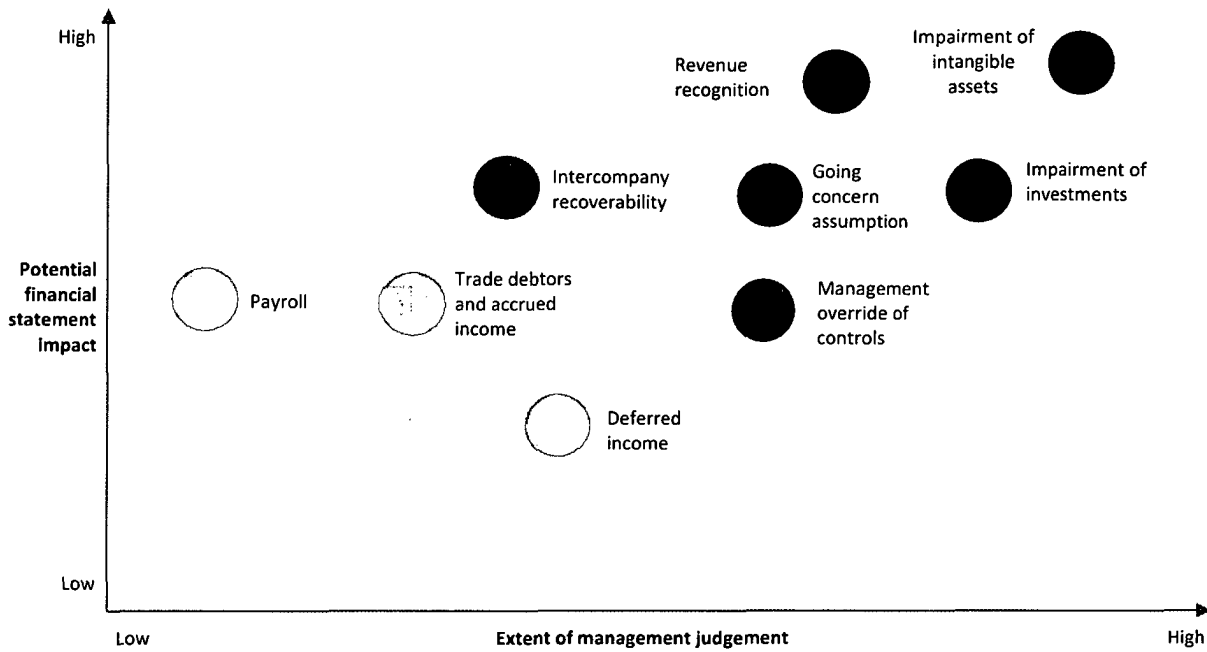 High
Revenue
recognition
Impairment of
intangible
assets
Intercompany
recoverability
Going
concern
assumption
Impairment of
investments
Potential
financial
statement
impact
Payroll
Trade debtors
and accrued
income
Management
override of
controls
Deferred
income
Low
Low
Extent of management judgement
High